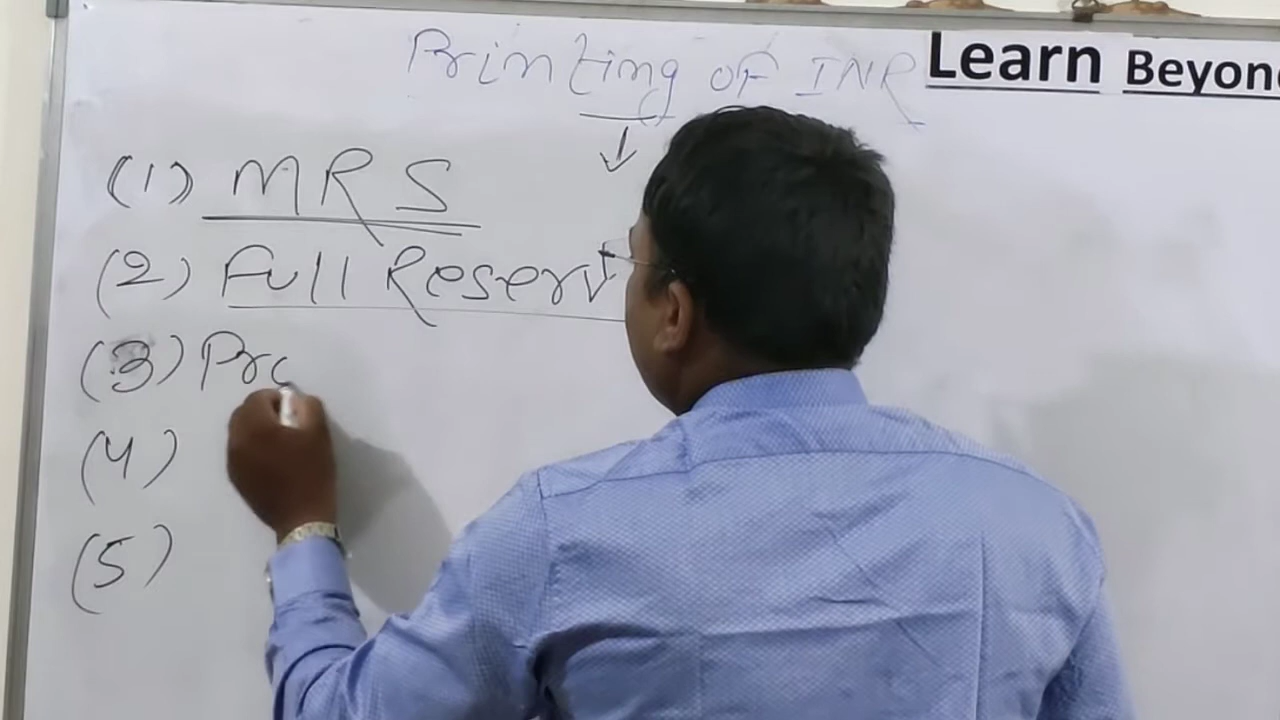 Printing OF INR
Learn Beyond
(1) MRS
(2) Full Reserv
(3) Pro
(4)
(5)